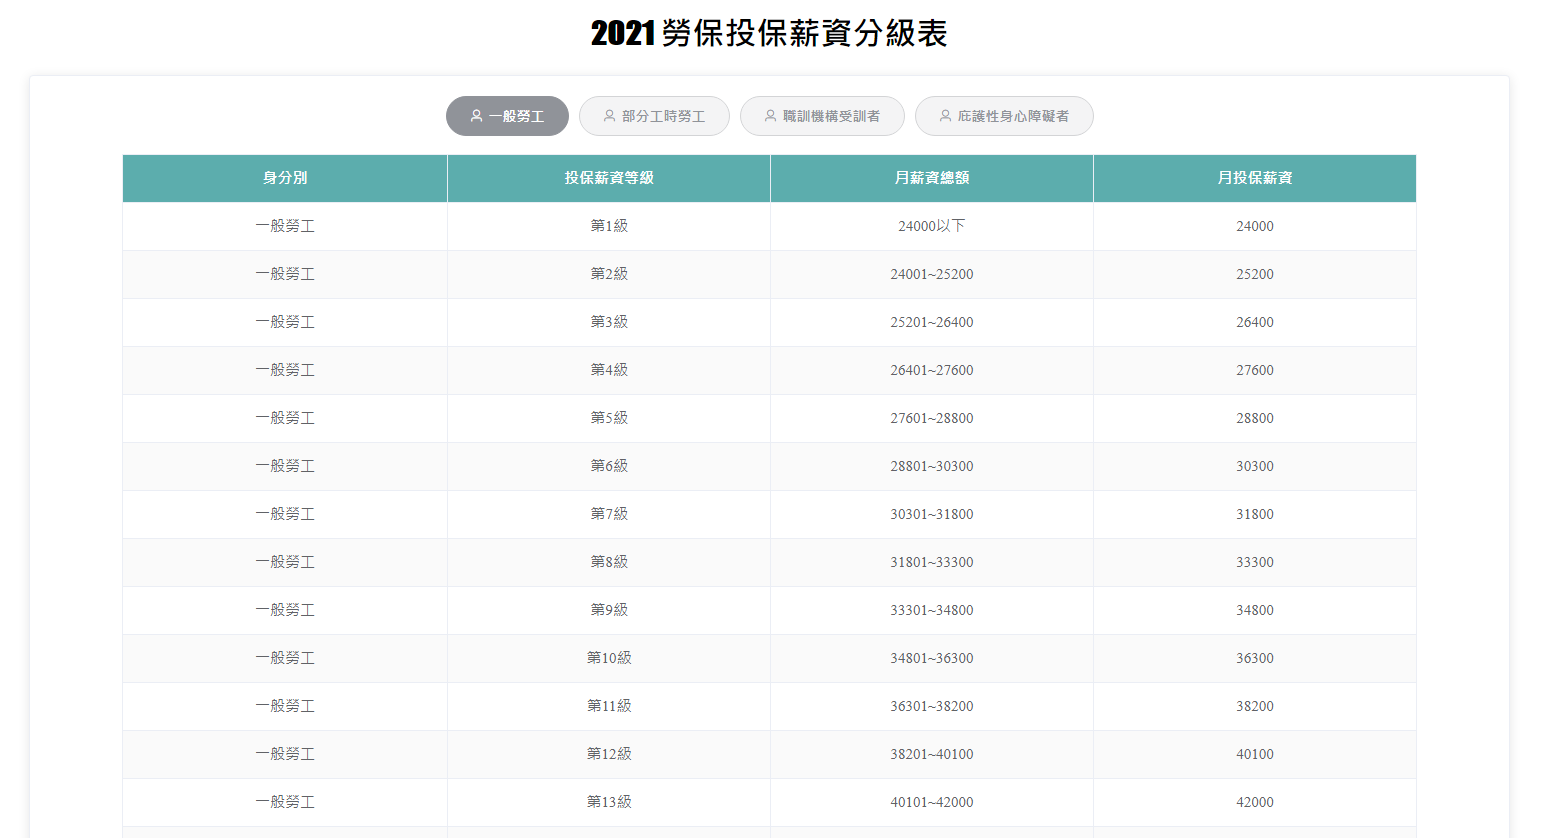 2021 勞保投保薪資分級表
一般勞工 部分工時勞工 職訓機構受訓者 庇護性身心障礙者
身分別 投保薪資等級 月薪資總額 月投保薪資
一般勞工 第1級 24000以下 24000
一般勞工 第2級 24001~25200 25200
一般勞工 第3級 25201~26400 26400
一般勞工 第4級 26401~27600 27600
一般勞工 第5級 27601~28800 28800
一般勞工 第6級 28801~30300 30300
一般勞工 第7級 30301~31800 31800
一般勞工 第8級 31801~33300 33300
一般勞工 第9級 33301~34800 34800
一般勞工 第10級 34801~36300 36300
一般勞工 第11級 36301~38200 38200
一般勞工 第12級 38201~40100 40100
一般勞工 第13級 40101~42000 42000